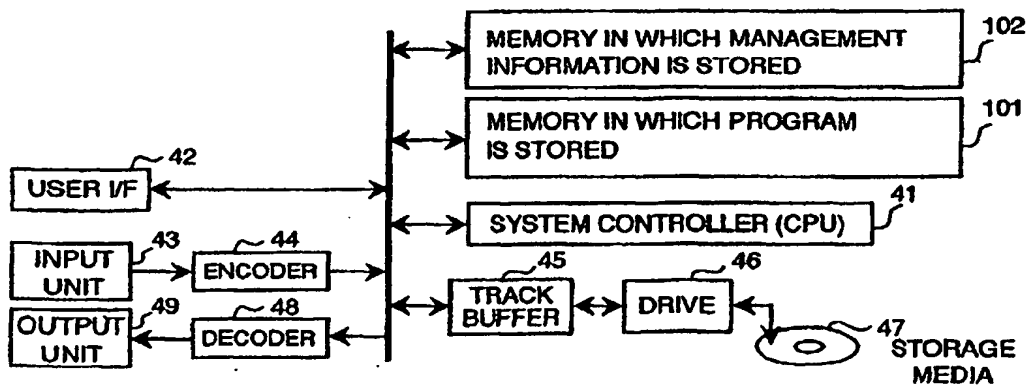 MEMORY IN WHICH MANAGEMENT
INFORMATION IS STORED
102
MEMORY IN WHICH PROGRAM
IS STORED
101
USER I/F
42
SYSTEM CONTROLLER (CPU)
41
INPUT
UNIT
43
ENCODER
44
TRACK
BUFFER
45
DRIVE
46
OUTPUT
UNIT
49
DECODER
48
47
STORAGE
MEDIA